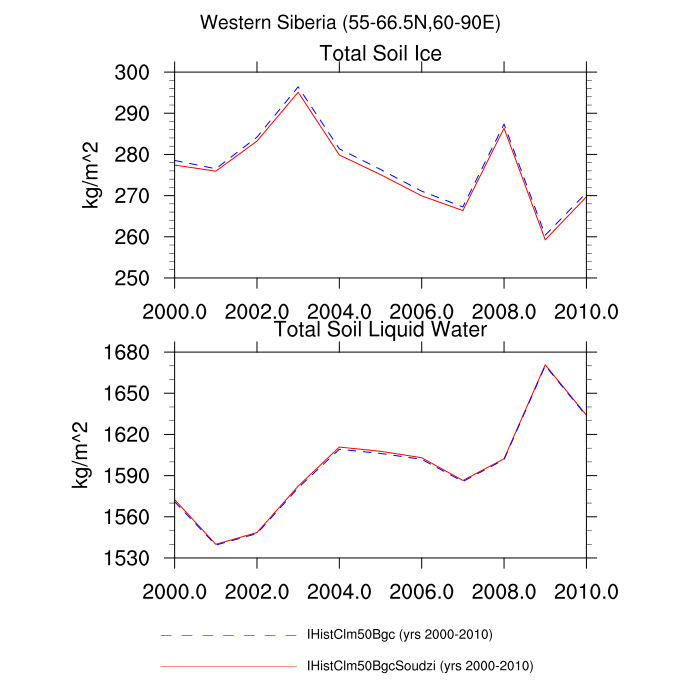 Western Siberia (55-66.5N,60-90E)
Total Soil Ice
300
290
280
270
260
250
kg/m^2
2000.0 2002.0 2004.0 2006.0 2008.0 2010.0
Total Soil Liquid Water
1680
1650
1620
1590
1560
1530
kg/m^2
2000.0 2002.0 2004.0 2006.0 2008.0 2010.0
IHistClm50Bgc (yrs 2000-2010)
IHistClm50BgcSoudzi (yrs 2000-2010)